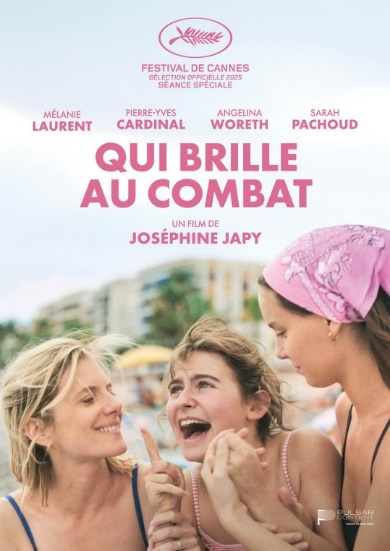 FESTIVAL DE CANNES
SÉLECTION OFFICIELLE 2025
SÉANCE SPÉCIALE
MÉLANIE LAURENT
PIERRE-YVES CARDINAL
ANGELINA WORETH
SARAH PACHOUD
QUI BRILLE
AU COMBAT
UN FILM DE
JOSÉPHINE JAPY
PULSAR
CONTENT